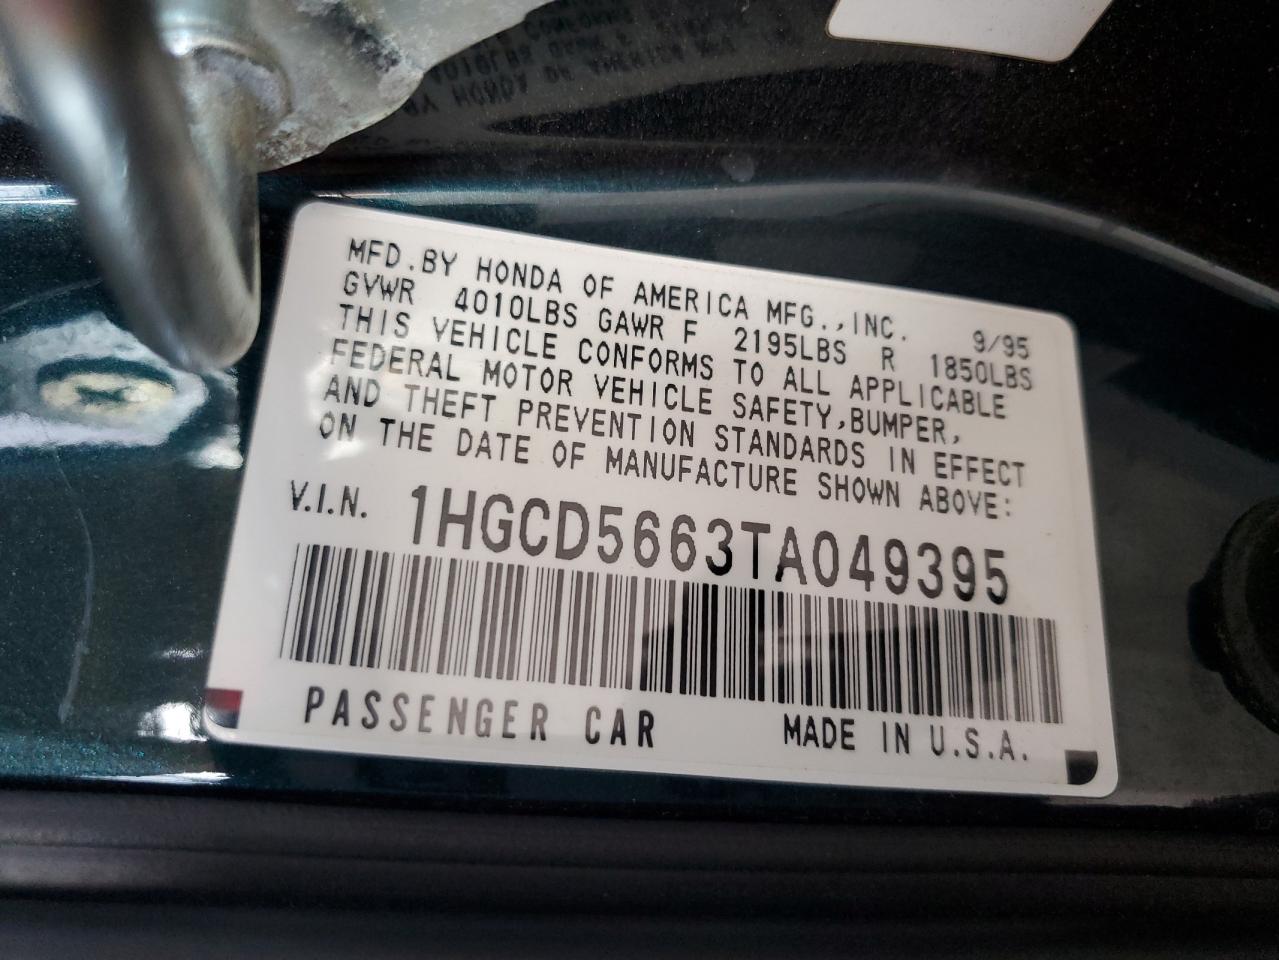 MFD.BY HONDA OF AMERICA MFG.,INC. 9/95
GVWR 4010LBS GAWR F 2195LBS R 1850LBS
THIS VEHICLE CONFORMS TO ALL APPLICABLE
FEDERAL MOTOR VEHICLE SAFETY,BUMPER,
AND THEFT PREVENTION STANDARDS IN EFFECT
ON THE DATE OF MANUFACTURE SHOWN ABOVE:
V.I.N. 1HGCD5663TA049395
PASSENGER CAR MADE IN U.S.A.